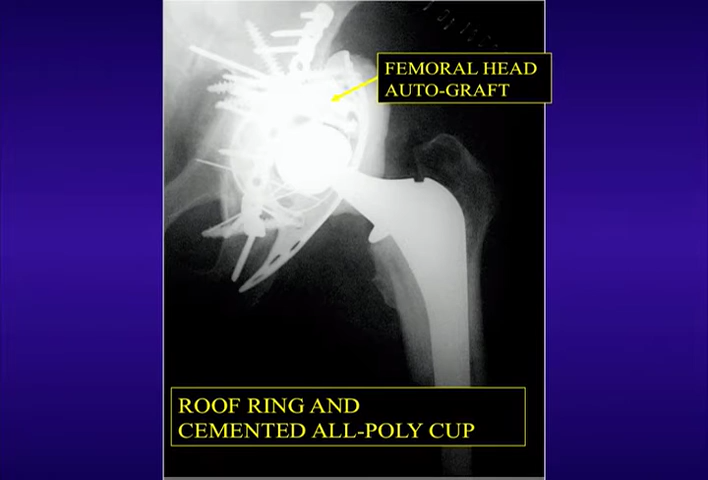 FEMORAL HEAD
AUTO-GRAFT
ROOF RING AND
CEMENTED ALL-POLY CUP